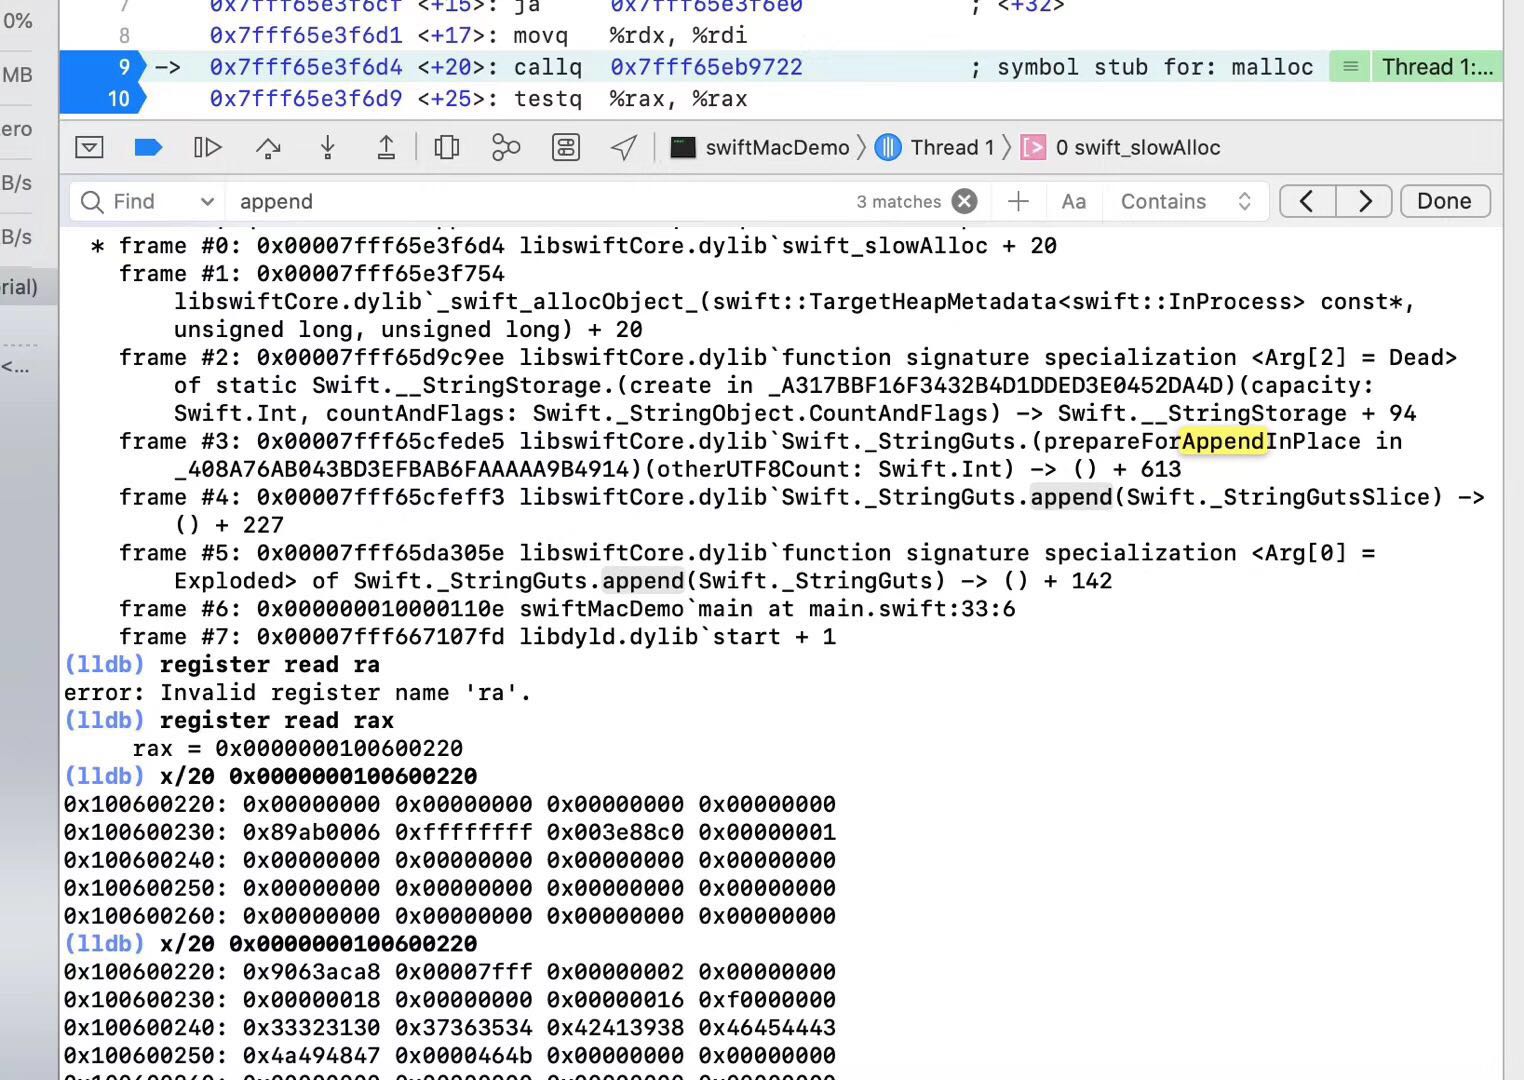 0%
MB
ero
B/s
B/s
rial)
<...
7 0x7fff65e3f6cf <+15>: ja 0x7fff65e3f6e0 ; <+32>
8 0x7fff65e3f6d1 <+17>: movq %rdx, %rdi
9 -> 0x7fff65e3f6d4 <+20>: callq 0x7fff65eb9722 ; symbol stub for: malloc Thread 1:...
10 0x7fff65e3f6d9 <+25>: testq %rax, %rax
swiftMacDemo Thread 1 0 swift_slowAlloc
Find append 3 matches Aa Contains Done
* frame #0: 0x00007fff65e3f6d4 libswiftCore.dylib`swift_slowAlloc + 20
frame #1: 0x00007fff65e3f754
libswiftCore.dylib`_swift_allocObject_(swift::TargetHeapMetadata<swift::InProcess> const*,
unsigned long, unsigned long) + 20
frame #2: 0x00007fff65d9c9ee libswiftCore.dylib`function signature specialization <Arg[2] = Dead>
of static Swift.__StringStorage.(create in _A317BBF16F3432B4D1DDED3E0452DA4D)(capacity:
Swift.Int, countAndFlags: Swift._StringObject.CountAndFlags) -> Swift.__StringStorage + 94
frame #3: 0x00007fff65cfede5 libswiftCore.dylib`Swift._StringGuts.(prepareForAppendInPlace in
_408A76AB043BD3EFBAB6FAAAAA9B4914)(otherUTF8Count: Swift.Int) -> () + 613
frame #4: 0x00007fff65cfeff3 libswiftCore.dylib`Swift._StringGuts.append(Swift._StringGutsSlice) ->
() + 227
frame #5: 0x00007fff65da305e libswiftCore.dylib`function signature specialization <Arg[0] =
Exploded> of Swift._StringGuts.append(Swift._StringGuts) -> () + 142
frame #6: 0x000000010000110e swiftMacDemo`main at main.swift:33:6
frame #7: 0x00007fff667107fd libdyld.dylib`start + 1
(lldb) register read ra
error: Invalid register name 'ra'.
(lldb) register read rax
rax = 0x0000000100600220
(lldb) x/20 0x0000000100600220
0x100600220: 0x00000000 0x00000000 0x00000000 0x00000000
0x100600230: 0x89ab0006 0xffffffff 0x003e88c0 0x00000001
0x100600240: 0x00000000 0x00000000 0x00000000 0x00000000
0x100600250: 0x00000000 0x00000000 0x00000000 0x00000000
0x100600260: 0x00000000 0x00000000 0x00000000 0x00000000
(lldb) x/20 0x0000000100600220
0x100600220: 0x9063aca8 0x00007fff 0x00000002 0x00000000
0x100600230: 0x00000018 0x00000000 0x00000016 0xf0000000
0x100600240: 0x33323130 0x37363534 0x42413938 0x46454443
0x100600250: 0x4a494847 0x0000464b 0x00000000 0x00000000